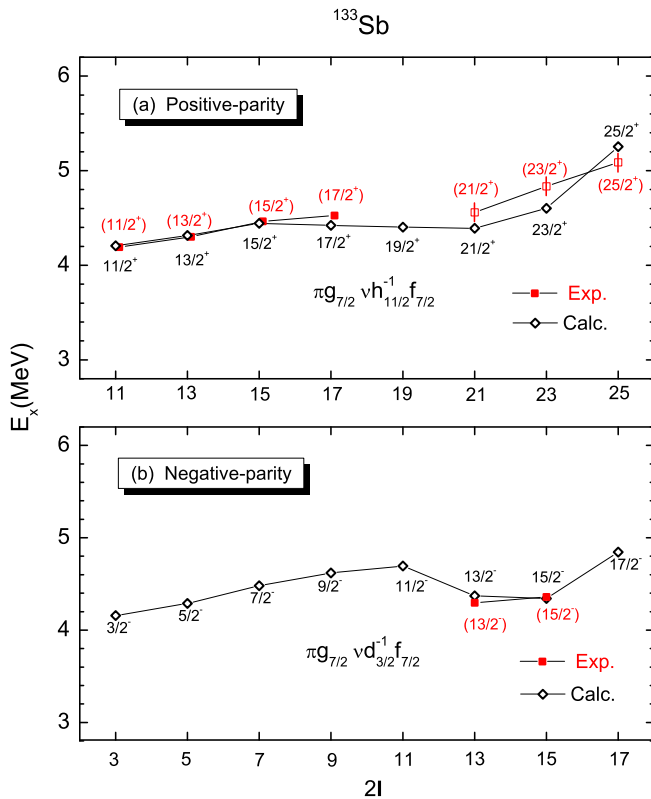 ¹³³Sb
(a) Positive-parity
6
5
4
3
(11/2⁺) (13/2⁺) (15/2⁺) (17/2⁺) (21/2⁺) (23/2⁺) (25/2⁺)
11/2⁺ 13/2⁺ 15/2⁺ 17/2⁺ 19/2⁺ 21/2⁺ 23/2⁺ 25/2⁺
πg₇/₂ νh⁻¹₁₁/₂f₇/₂
Exp.
Calc.
11 13 15 17 19 21 23 25
Eₓ(MeV)
(b) Negative-parity
6
5
4
3
3/2⁻ 5/2⁻ 7/2⁻ 9/2⁻ 11/2⁻ 13/2⁻ 15/2⁻ 17/2⁻
(13/2⁻) (15/2⁻)
πg₇/₂ νd⁻¹₃/₂f₇/₂
Exp.
Calc.
3 5 7 9 11 13 15 17
2I